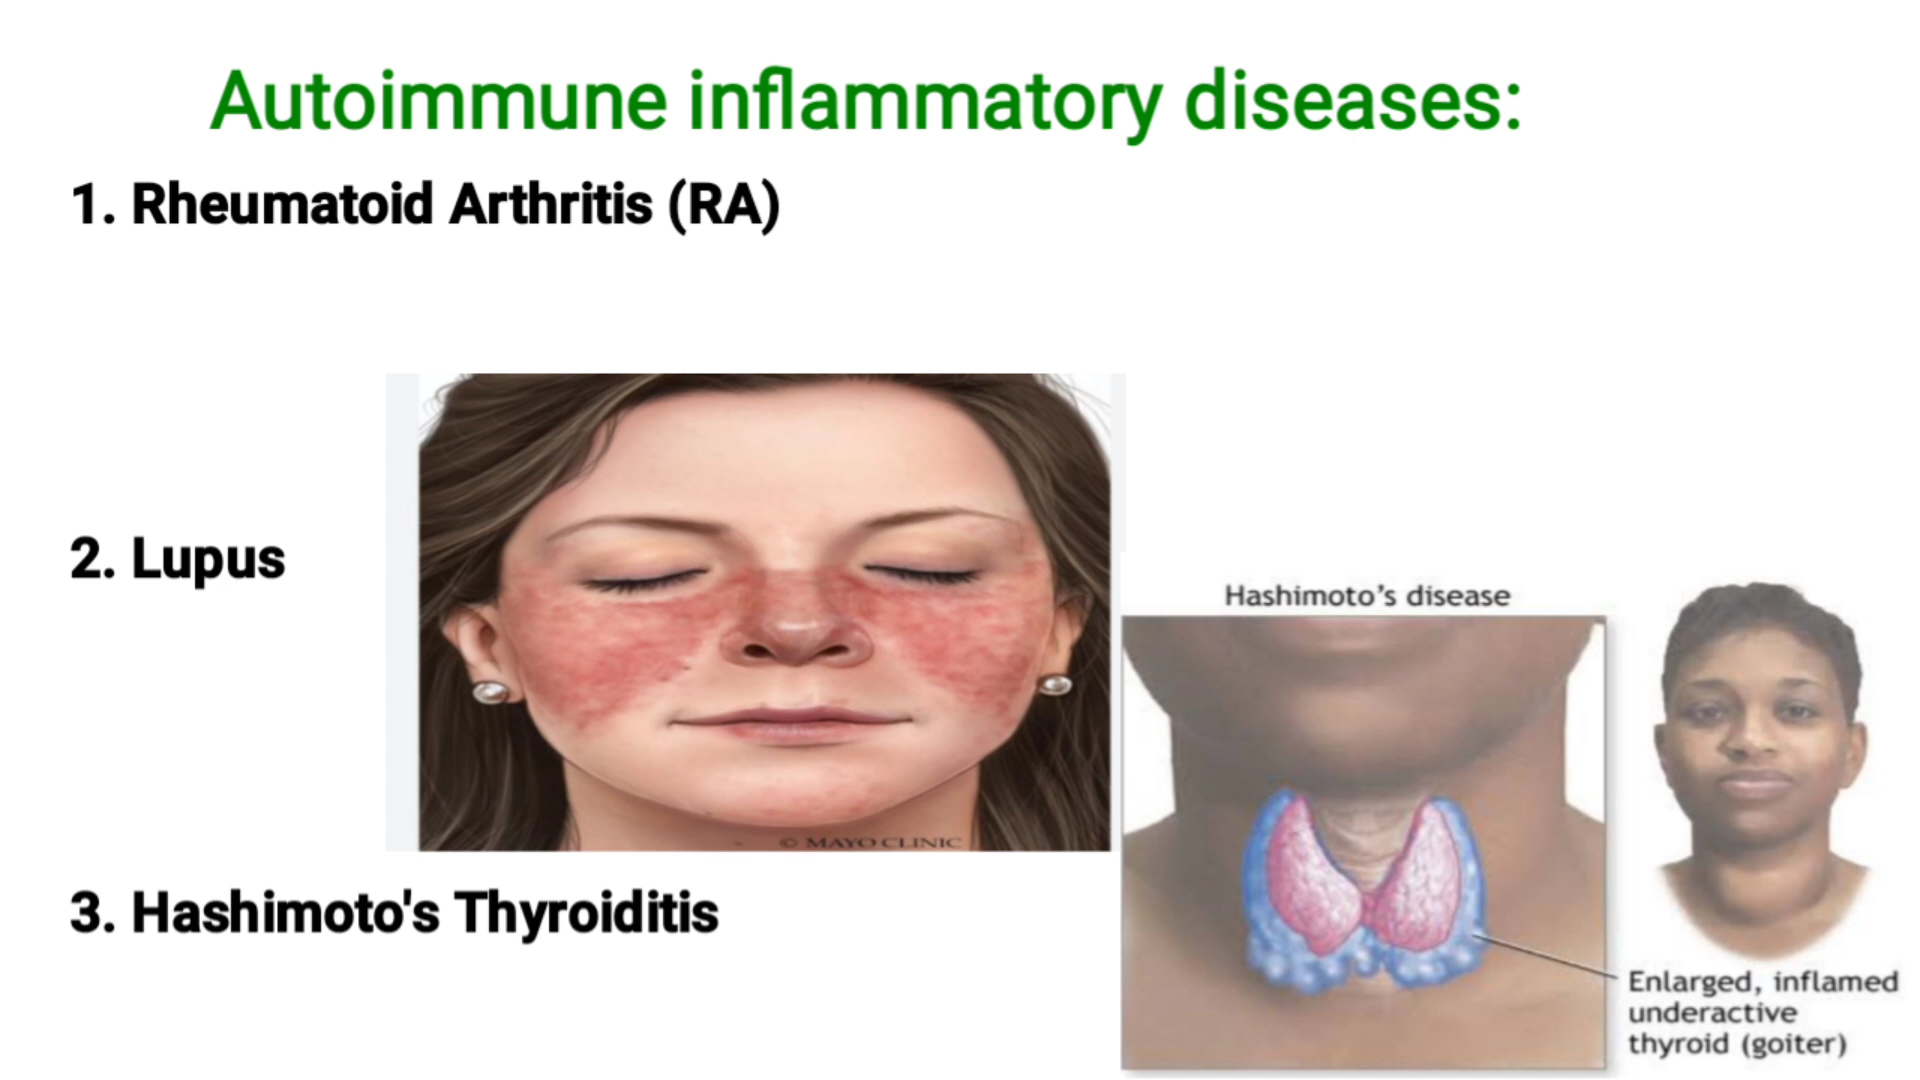 Autoimmune inflammatory diseases:
1. Rheumatoid Arthritis (RA)
2. Lupus
© MAYO CLINIC
3. Hashimoto's Thyroiditis
Hashimoto’s disease
Enlarged, inflamed
underactive
thyroid (goiter)